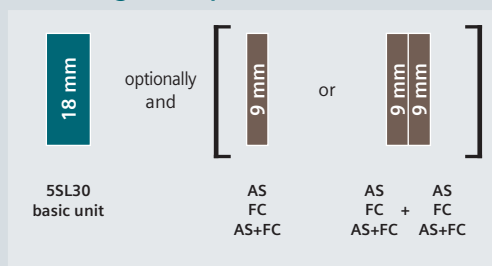 18 mm
optionally
and
9 mm
or
9 mm
9 mm
5SL30
basic unit
AS
FC
AS+FC
AS AS
FC + FC
AS+FC AS+FC